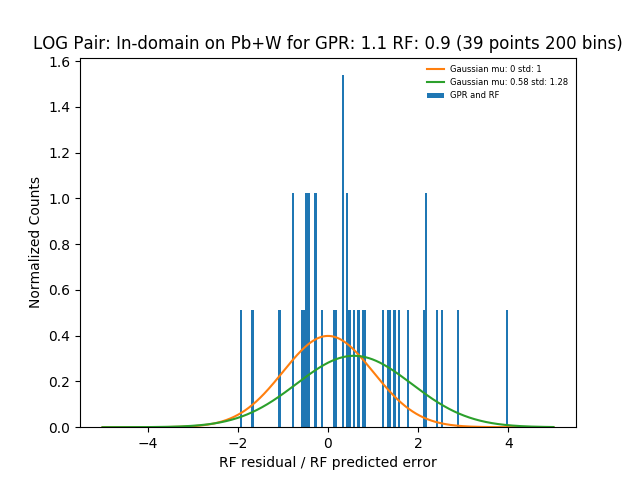 LOG Pair: In-domain on Pb+W for GPR: 1.1 RF: 0.9 (39 points 200 bins)
Gaussian mu: 0 std: 1
Gaussian mu: 0.58 std: 1.28
GPR and RF
Normalized Counts
1.6
1.4
1.2
1.0
0.8
0.6
0.4
0.2
0.0
−4 −2 0 2 4
RF residual / RF predicted error